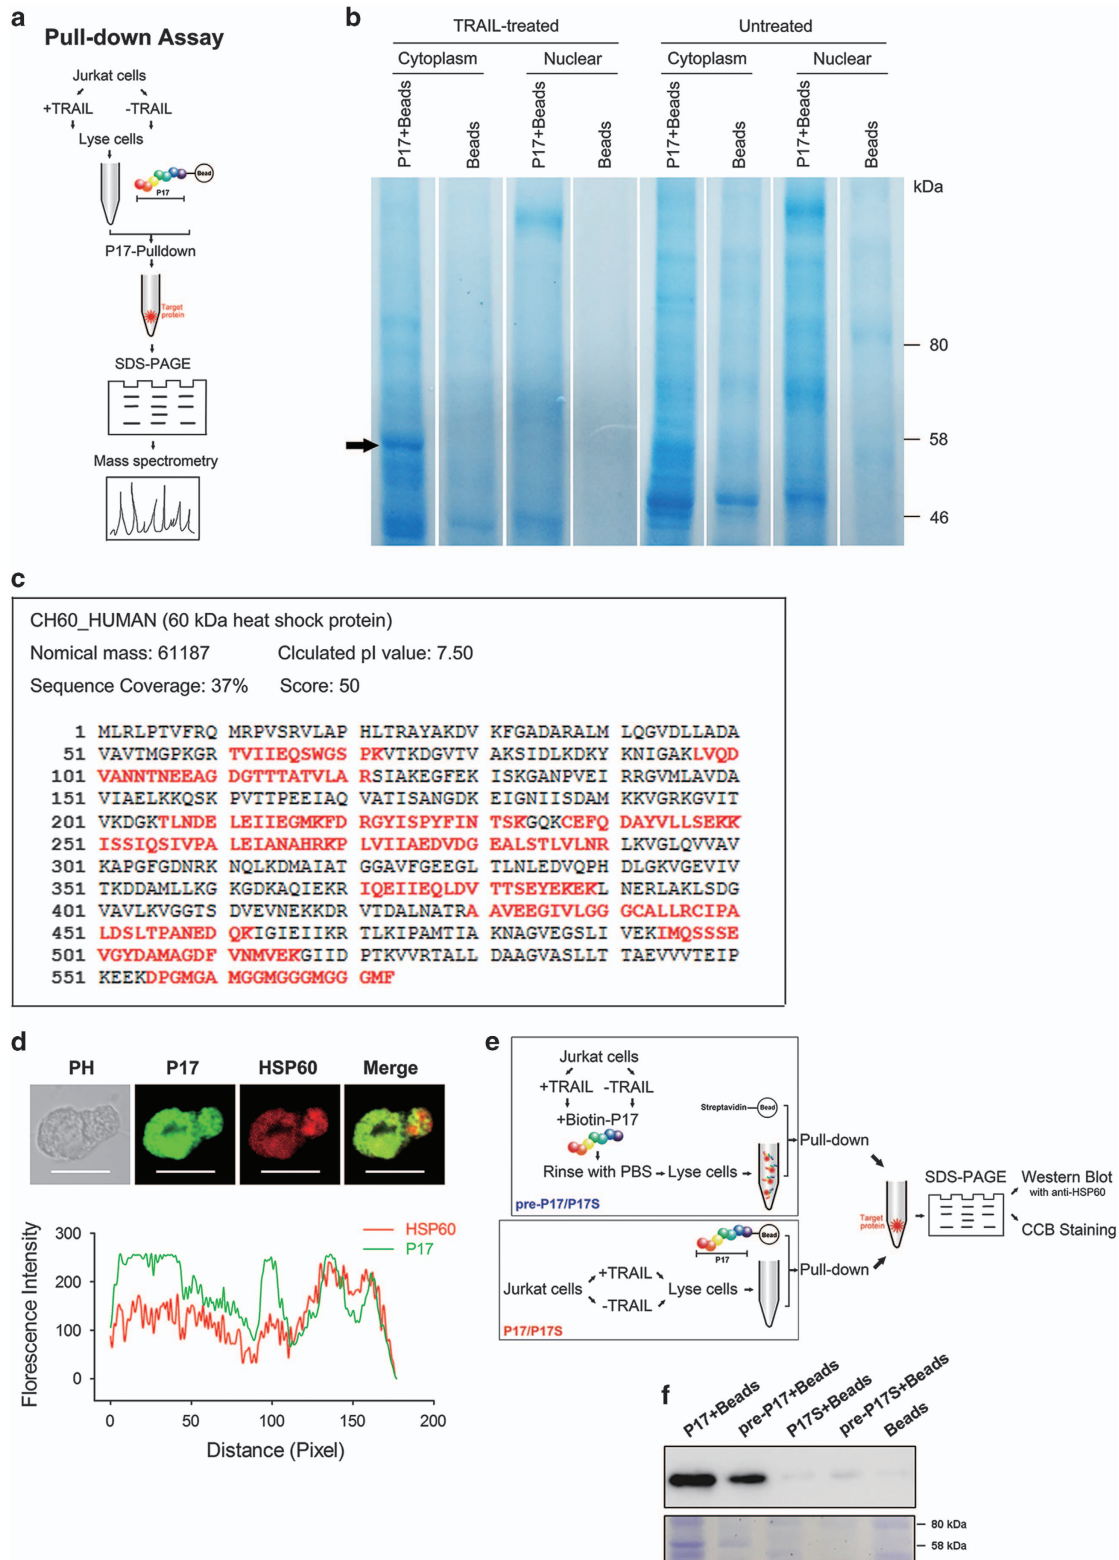 a
Pull-down Assay
Jurkat cells
+TRAIL -TRAIL
Lyse cells
Bead
P17
P17-Pulldown
Target protein
SDS-PAGE
Mass spectrometry
b
TRAIL-treated Untreated
Cytoplasm Nuclear Cytoplasm Nuclear
P17+Beads Beads P17+Beads Beads P17+Beads Beads P17+Beads Beads
kDa
80
58
46
c
CH60_HUMAN (60 kDa heat shock protein)
Nomical mass: 61187 Clculated pI value: 7.50
Sequence Coverage: 37% Score: 50
1 MLRLPTVFRQ MRPVSRVLAP HLTRAYAKDV KFGADARALM LQGVDLLADA
51 VAVTMGPKGR TVIIEQSWGS PKVTKDGVTV AKSIDLKDKY KNIGAKLVQD
101 VANNTNEEAG DGTTTATVLA RSIAKEGFEK ISKGANPVEI RRGVMLAVDA
151 VIAELKKQSK PVTTPEEIAQ VATISANGDK EIGNIISDAM KKVGRKGVIT
201 VKDGKTLNDE LEIIEGMKFD RGYISPYFIN TSKGQKCEFQ DAYVLLSEKK
251 ISSIQSIVPA LEIANAHRKP LVIIAEDVDG EALSTLVLNR LKVGLQVVAV
301 KAPGFGDNRK NQLKDMAIAT GGAVFGEEGL TLNLEDVQPH DLGKVGEVIV
351 TKDDAMLLKG KGDKAQIEKR IQEIIEQLDV TTSEYEKEKL NERLAKLSDG
401 VAVLKVGGTS DVEVNEKKDR VTDALNATRA AVEEGIVLGG GCALLRCIPA
451 LDSLTPANED QKIGIEIIKR TLKIPAMTIA KNAGVEGSLI VEKIMQSSSE
501 VGYDAMAGDF VNMVEKGIID PTKVVRTALL DAAGVASLLT TAEVVVTEIP
551 KEEKDPGMGA MGGMGGGMGG GMF
d
PH P17 HSP60 Merge
HSP60
P17
Florescence Intensity
300
200
100
0
0 50 100 150 200
Distance (Pixel)
e
Jurkat cells
+TRAIL -TRAIL
+Biotin-P17
Rinse with PBS Lyse cells
pre-P17/P17S
Streptavidin Bead
Pull-down
P17 Bead
Jurkat cells +TRAIL -TRAIL Lyse cells
Pull-down
P17/P17S
Target protein
SDS-PAGE
Western Blot
with anti-HSP60
CCB Staining
f
P17+Beads pre-P17+Beads P17S+Beads pre-P17S+Beads Beads
80 kDa
58 kDa